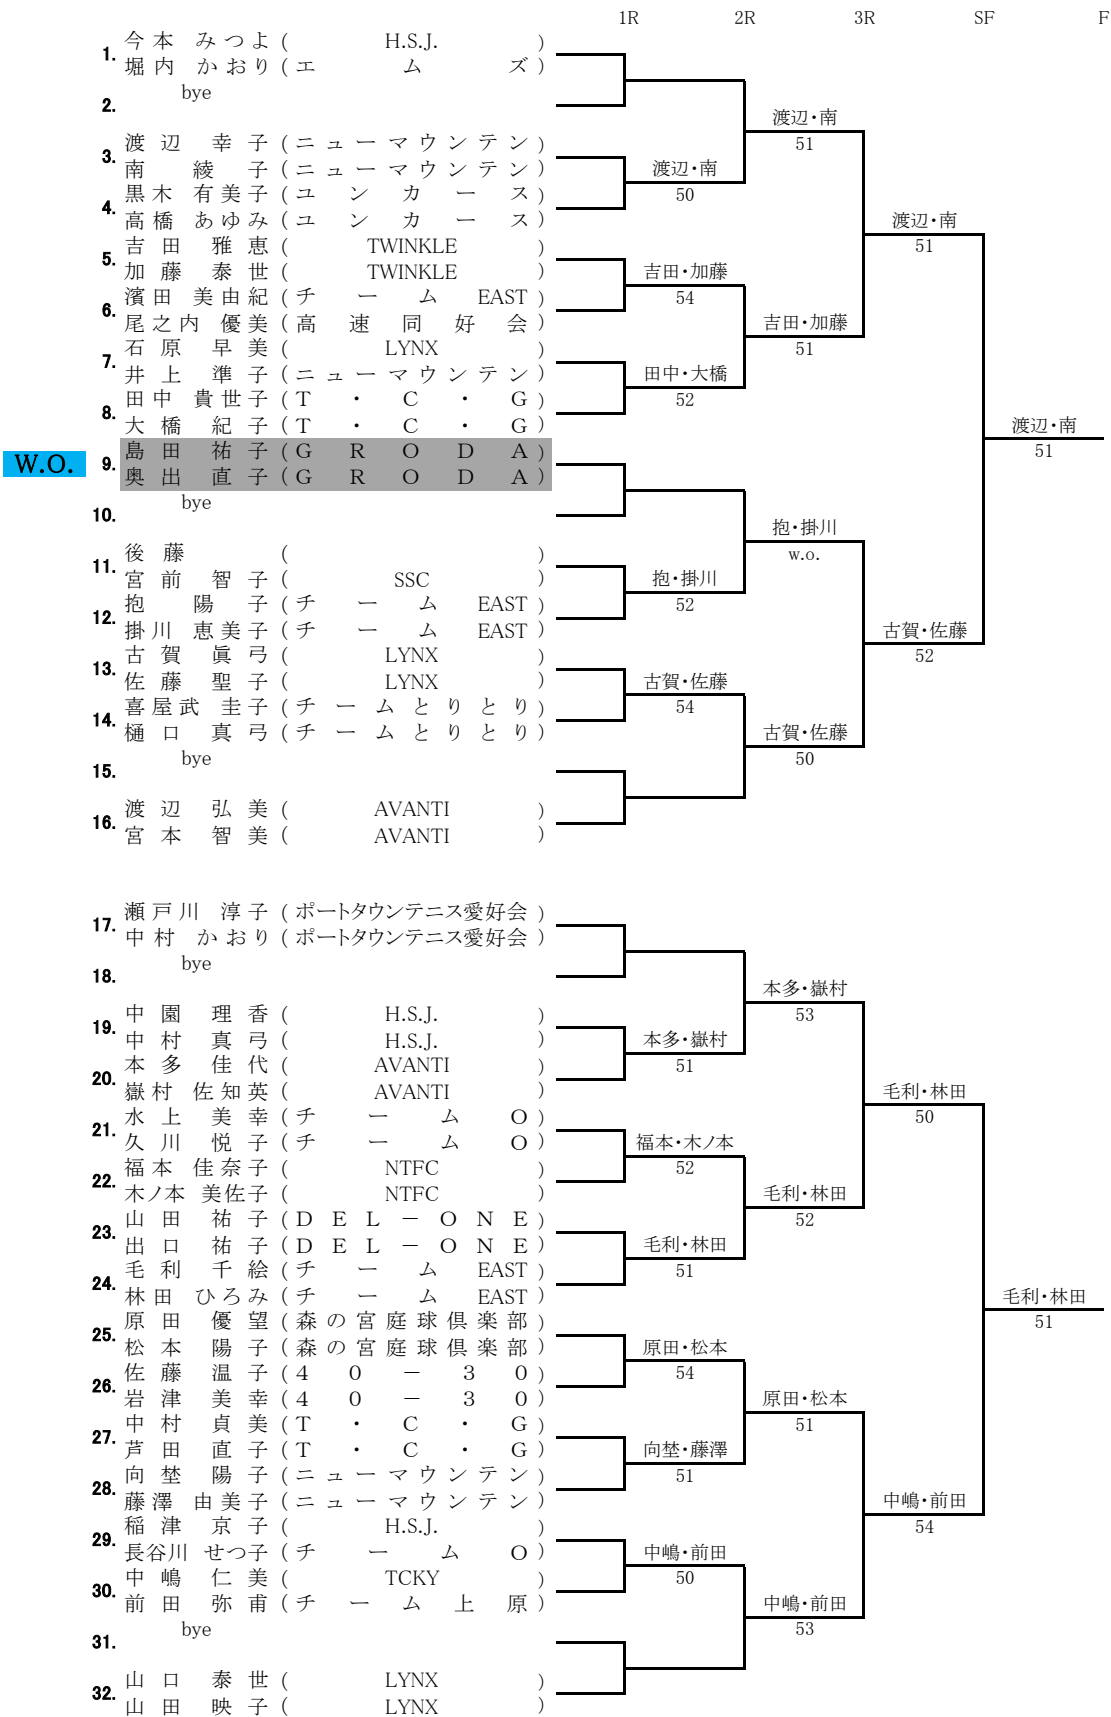 1R 2R 3R SF F
1. 今本 みつよ ( H.S.J. )
堀内 かおり ( エムズ )
2. bye
渡辺・南
51
3. 渡辺 幸子 ( ニューマウンテン )
南 綾子 ( ニューマウンテン )
渡辺・南
50
4. 黒木 有美子 ( ユンカース )
高橋 あゆみ ( ユンカース )
渡辺・南
51
5. 吉田 雅恵 ( TWINKLE )
加藤 泰世 ( TWINKLE )
吉田・加藤
54
6. 濱田 美由紀 ( チーム EAST )
尾之内 優美 ( 高速同好会 )
吉田・加藤
51
7. 石原 早美 ( LYNX )
井上 準子 ( ニューマウンテン )
田中・大橋
52
8. 田中 貴世子 ( T・C・G )
大橋 紀子 ( T・C・G )
渡辺・南
51
W.O. 9. 島田 祐子 ( GRODA )
奥出 直子 ( GRODA )
10. bye
抱・掛川
w.o.
11. 後藤 ( )
宮前 智子 ( SSC )
抱・掛川
52
12. 抱 陽子 ( チーム EAST )
掛川 恵美子 ( チーム EAST )
古賀・佐藤
52
13. 古賀 眞弓 ( LYNX )
佐藤 聖子 ( LYNX )
古賀・佐藤
54
14. 喜屋武 圭子 ( チームとりとり )
樋口 真弓 ( チームとりとり )
古賀・佐藤
50
15. bye
16. 渡辺 弘美 ( AVANTI )
宮本 智美 ( AVANTI )
17. 瀬戸川 淳子 ( ポートタウンテニス愛好会 )
中村 かおり ( ポートタウンテニス愛好会 )
18. bye
本多・嶽村
53
19. 中園 理香 ( H.S.J. )
中村 真弓 ( H.S.J. )
本多・嶽村
51
20. 本多 佳代 ( AVANTI )
嶽村 佐知英 ( AVANTI )
毛利・林田
50
21. 水上 美幸 ( チームO )
久川 悦子 ( チームO )
福本・木ノ本
52
22. 福本 佳奈子 ( NTFC )
木ノ本 美佐子 ( NTFC )
毛利・林田
52
23. 山田 祐子 ( DEL－ONE )
出口 祐子 ( DEL－ONE )
毛利・林田
51
24. 毛利 千絵 ( チーム EAST )
林田 ひろみ ( チーム EAST )
毛利・林田
51
25. 原田 優望 ( 森の宮庭球倶楽部 )
松本 陽子 ( 森の宮庭球倶楽部 )
原田・松本
54
26. 佐藤 温子 ( 40－30 )
岩津 美幸 ( 40－30 )
原田・松本
51
27. 中村 貞美 ( T・C・G )
芦田 直子 ( T・C・G )
向埜・藤澤
51
28. 向埜 陽子 ( ニューマウンテン )
藤澤 由美子 ( ニューマウンテン )
中嶋・前田
54
29. 稲津 京子 ( H.S.J. )
長谷川 せつ子 ( チームO )
中嶋・前田
50
30. 中嶋 仁美 ( TCKY )
前田 弥甫 ( チーム上原 )
中嶋・前田
53
31. bye
32. 山口 泰世 ( LYNX )
山田 映子 ( LYNX )